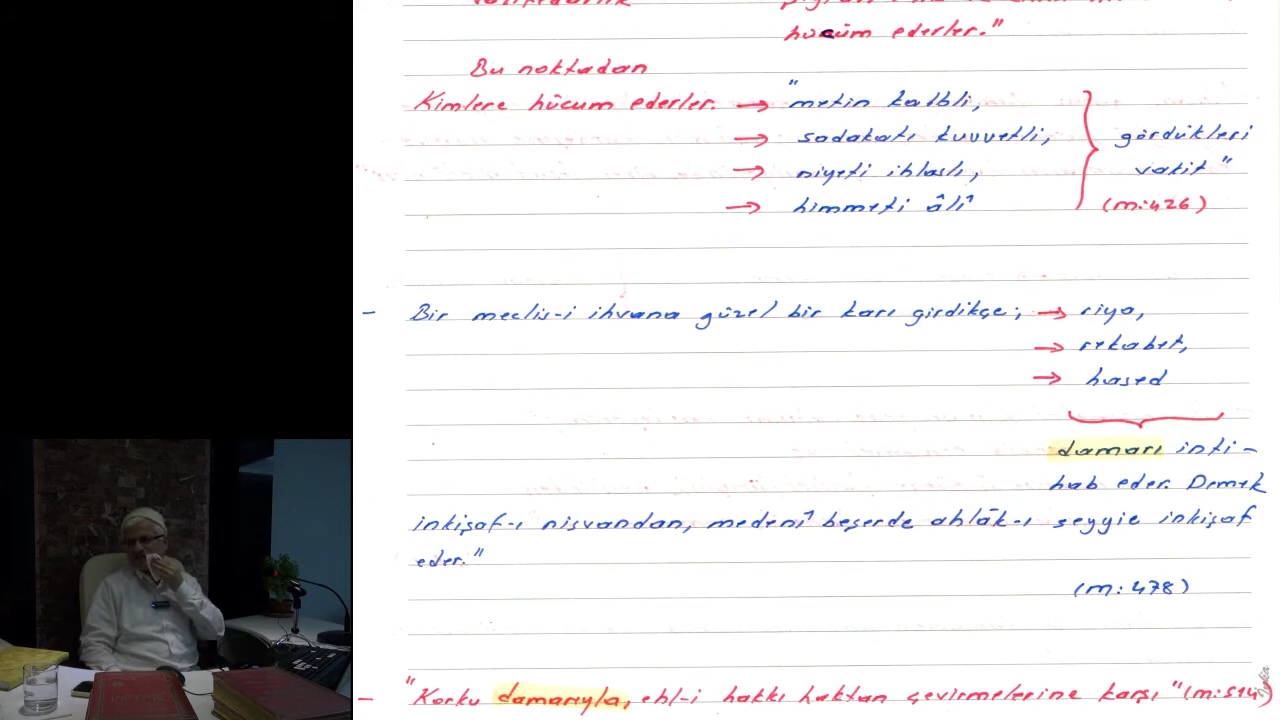 hücum ederler."
Bu noktadan
Kimlere hücum ederler. → "metin kalbli,
→ sadakatı kuvvetli, gördükleri
→ niyeti ihlaslı, vakit"
→ himmeti âlî (m:426)
- Bir meclis-i ihvana güzel bir karı girdikçe; → riya,
→ rekabet,
→ hased
damarı inti-
bah eder. Demek
inkişaf-ı nisvandan, medenî beşerde ahlâk-ı seyyie inkişaf
eder."
(m:478)
- "Korku damarıyla, ehl-i hakkı haktan çevirmelerine karşı" (m:514)